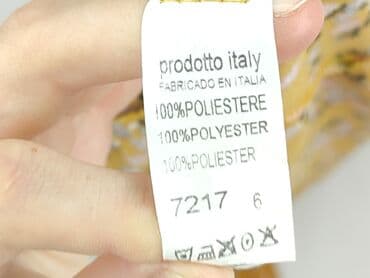 prodotto italy
FABRICADO EN ITALIA
100%POLIESTERE
100%POLYESTER
100%POLIESTER
7217 6